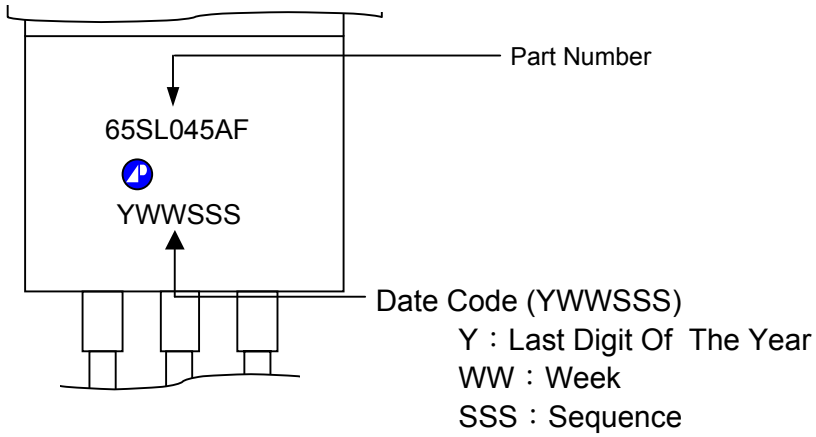 Part Number
65SL045AF
YWWSSS
Date Code (YWWSSS)
Y：Last Digit Of The Year
WW：Week
SSS：Sequence